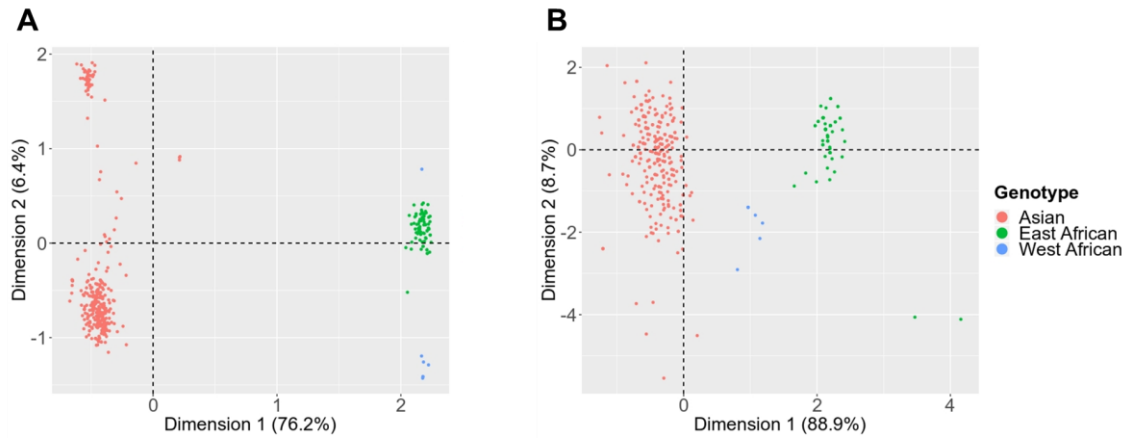 A
2
1
0
-1
Dimension 2 (6.4%)
0
1
2
Dimension 1 (76.2%)
B
2
0
-2
-4
Dimension 2 (8.7%)
0
2
4
Dimension 1 (88.9%)
Genotype
Asian
East African
West African